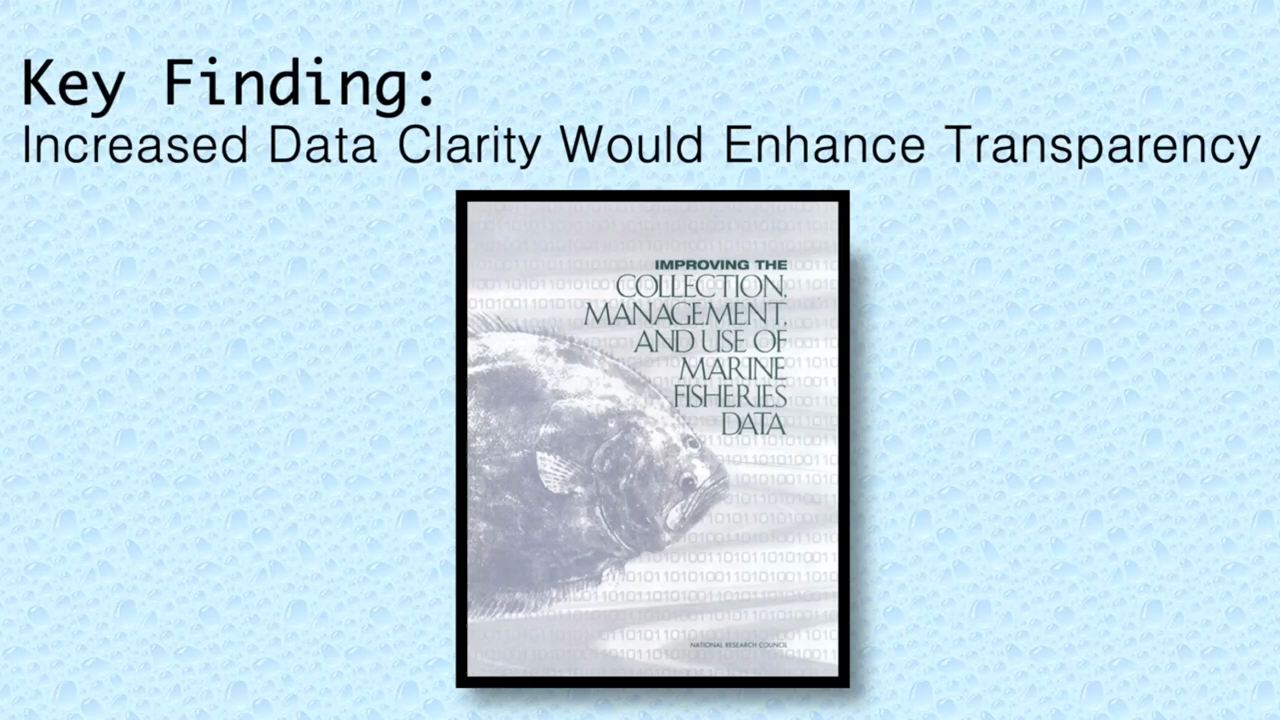 Key Finding:
Increased Data Clarity Would Enhance Transparency
IMPROVING THE
COLLECTION,
MANAGEMENT,
AND USE OF
MARINE
FISHERIES
DATA
NATIONAL RESEARCH COUNCIL